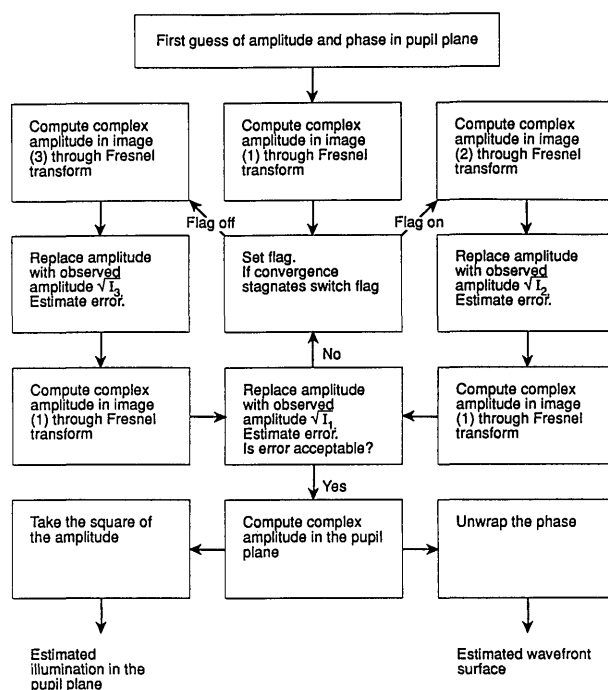 First guess of amplitude and phase in pupil plane
Compute complex
amplitude in image
(3) through Fresnel
transform
Compute complex
amplitude in image
(1) through Fresnel
transform
Compute complex
amplitude in image
(2) through Fresnel
transform
Flag off
Flag on
Replace amplitude
with observed
amplitude √I₃.
Estimate error.
Set flag.
If convergence
stagnates switch flag
Replace amplitude
with observed
amplitude √I₂.
Estimate error.
No
Compute complex
amplitude in image
(1) through Fresnel
transform
Replace amplitude
with observed
amplitude √I₁.
Estimate error.
Is error acceptable?
Compute complex
amplitude in image
(1) through Fresnel
transform
Yes
Take the square of
the amplitude
Compute complex
amplitude in the pupil
plane
Unwrap the phase
Estimated
illumination in the
pupil plane
Estimated wavefront
surface